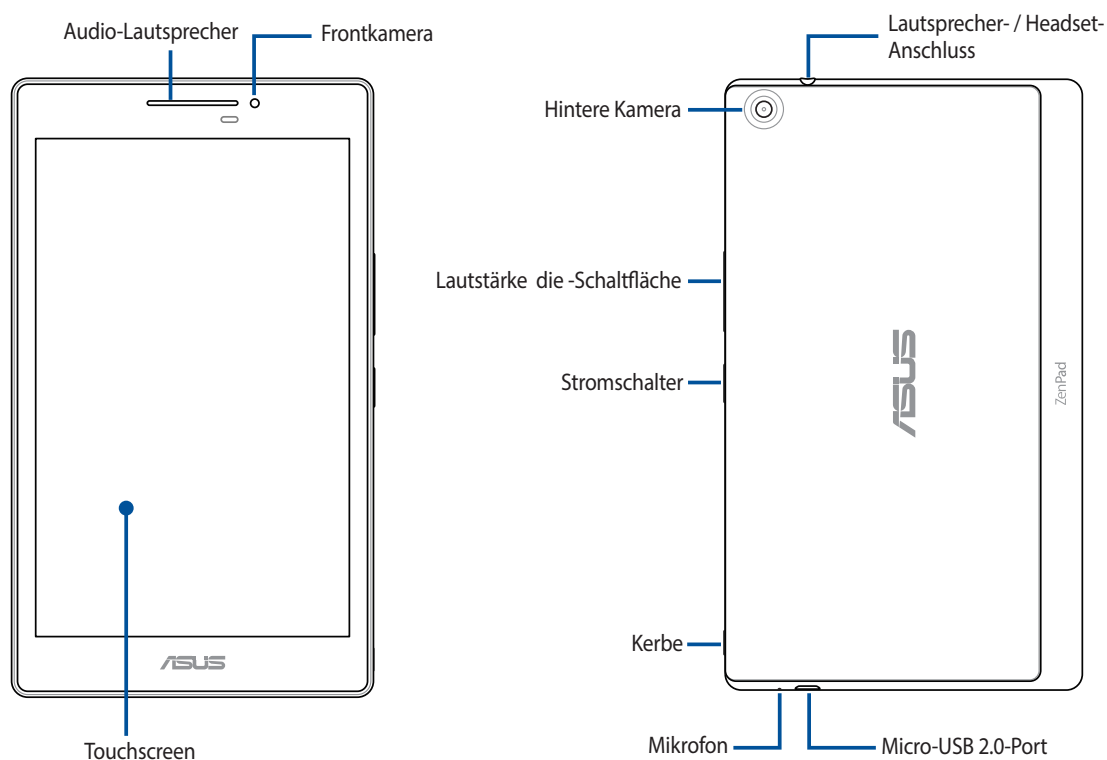 Audio-Lautsprecher
Frontkamera
ASUS
Touchscreen
Lautsprecher- / Headset-
Anschluss
Hintere Kamera
Lautstärke  die -Schaltfläche
Stromschalter
ASUS
ZenPad
Kerbe
Mikrofon
Micro-USB 2.0-Port